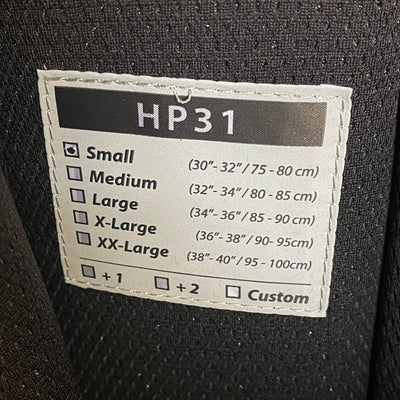 HP31
Small (30"- 32" / 75 - 80 cm)
Medium (32"- 34" / 80 - 85 cm)
Large (34"- 36" / 85 - 90 cm)
X-Large (36"- 38" / 90- 95cm)
XX-Large (38"- 40" / 95 - 100cm)
+ 1 + 2 Custom